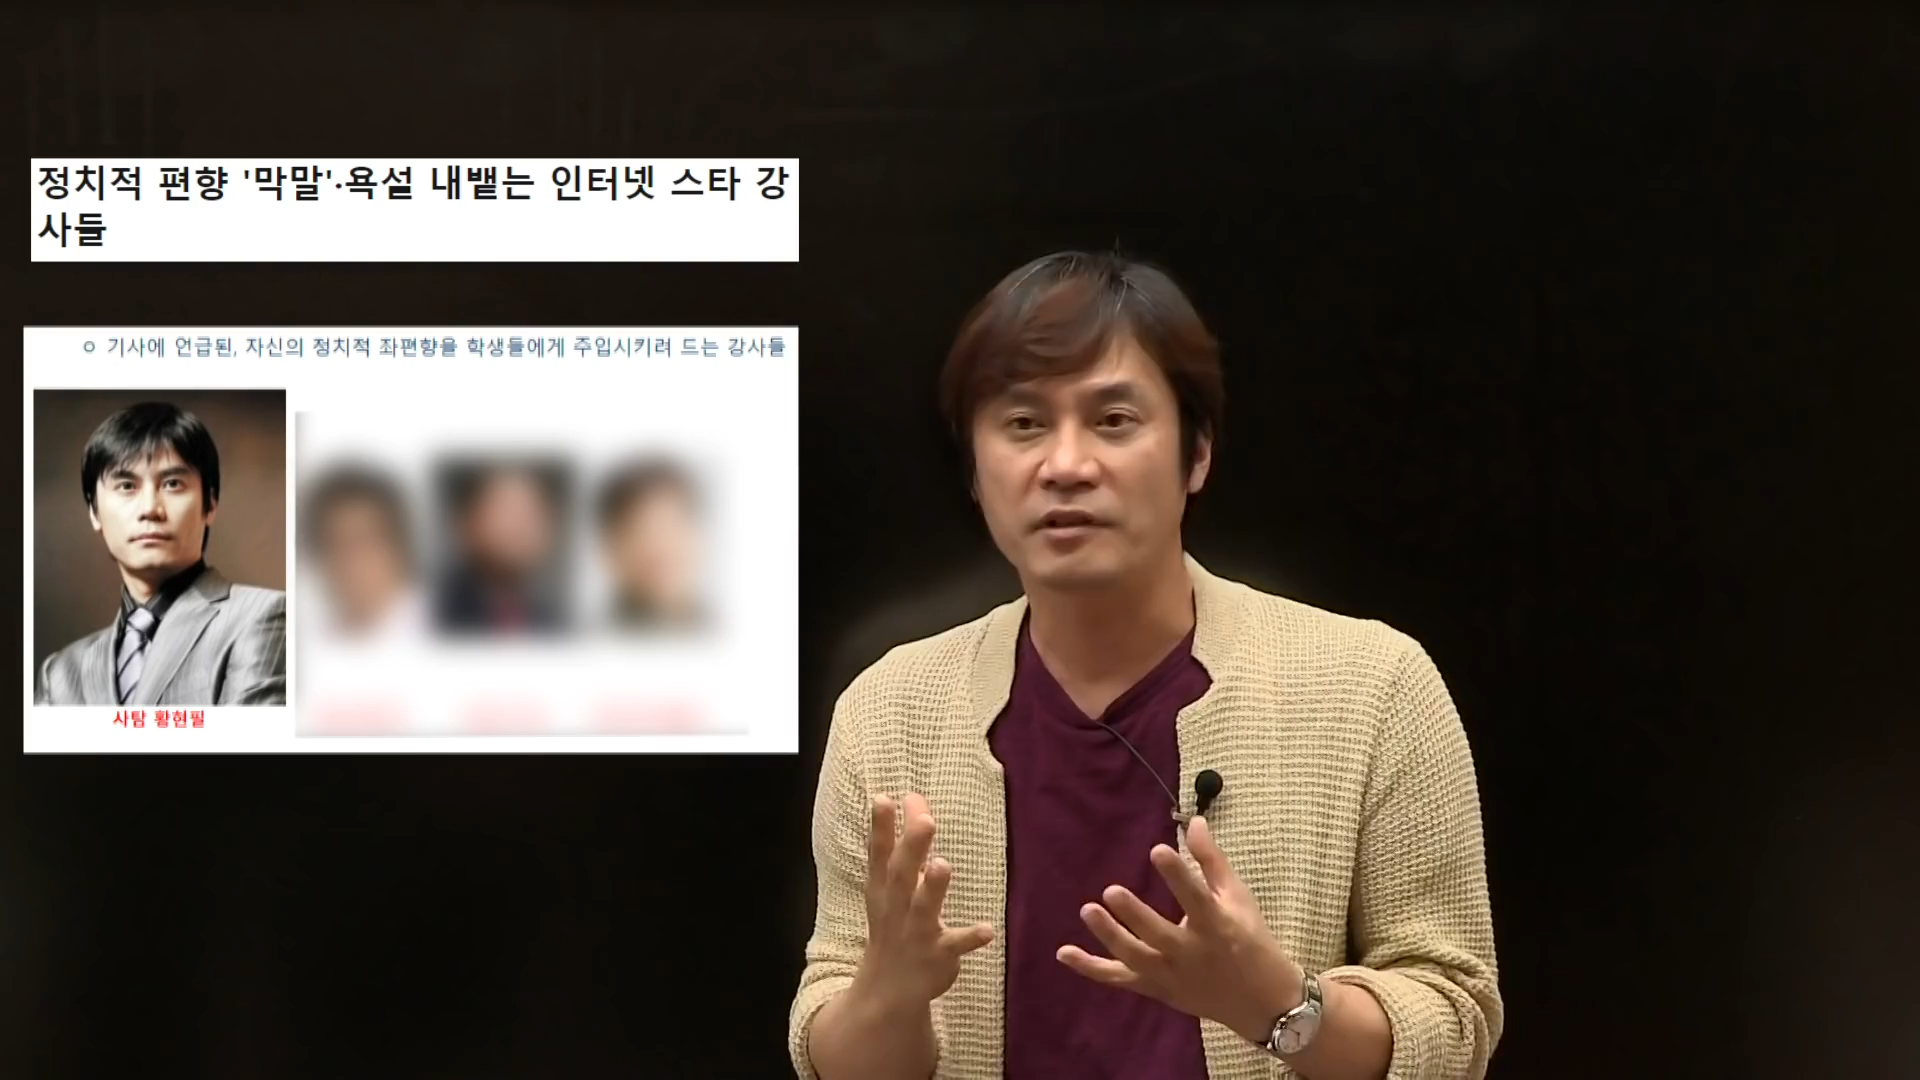 정치적 편향 '막말'·욕설 내뱉는 인터넷 스타 강
사들
ㅇ 기사에 언급된, 자신의 정치적 좌편향을 학생들에게 주입시키려 드는 강사들
사탐 황현필